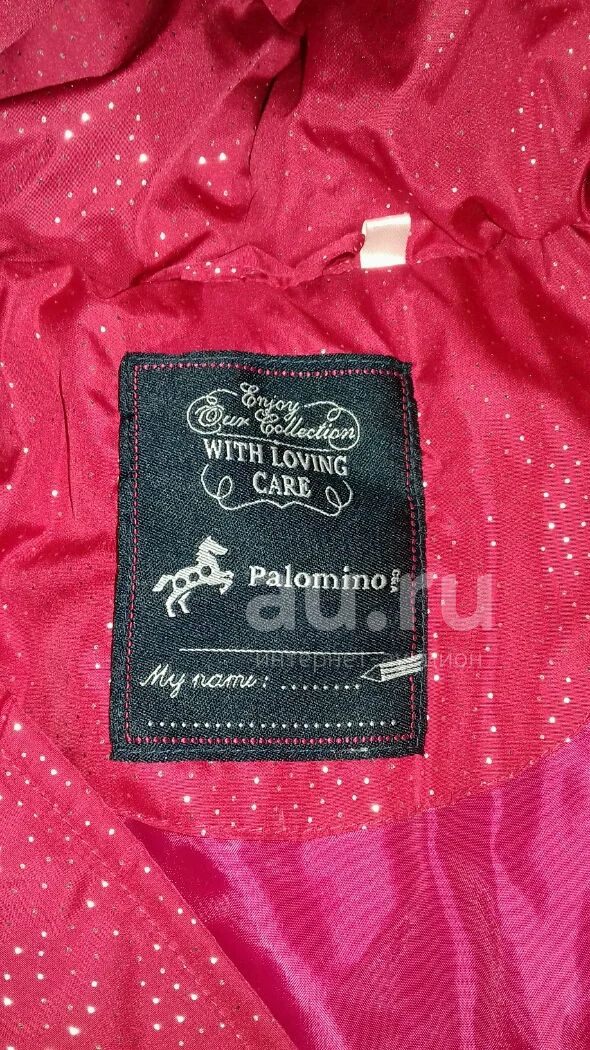 Enjoy
Our Collection
WITH LOVING
CARE
Palomino
C&A
au.ru
интернет-аукцион
My name : ........